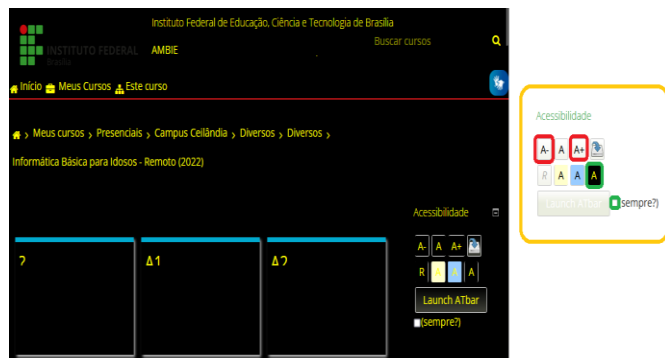 Instituto Federal de Educação, Ciência e Tecnologia de Brasília
INSTITUTO FEDERAL
Brasília
AMBIE
Buscar cursos
Início Meus Cursos Este curso
Meus cursos > Presenciais > Campus Ceilândia > Diversos > Diversos >
Informática Básica para Idosos - Remoto (2022)
Acessibilidade
A- A A+
R A A A
Launch ATbar
(sempre?)
Acessibilidade
A- A A+
R A A A
Launch ATbar (sempre?)